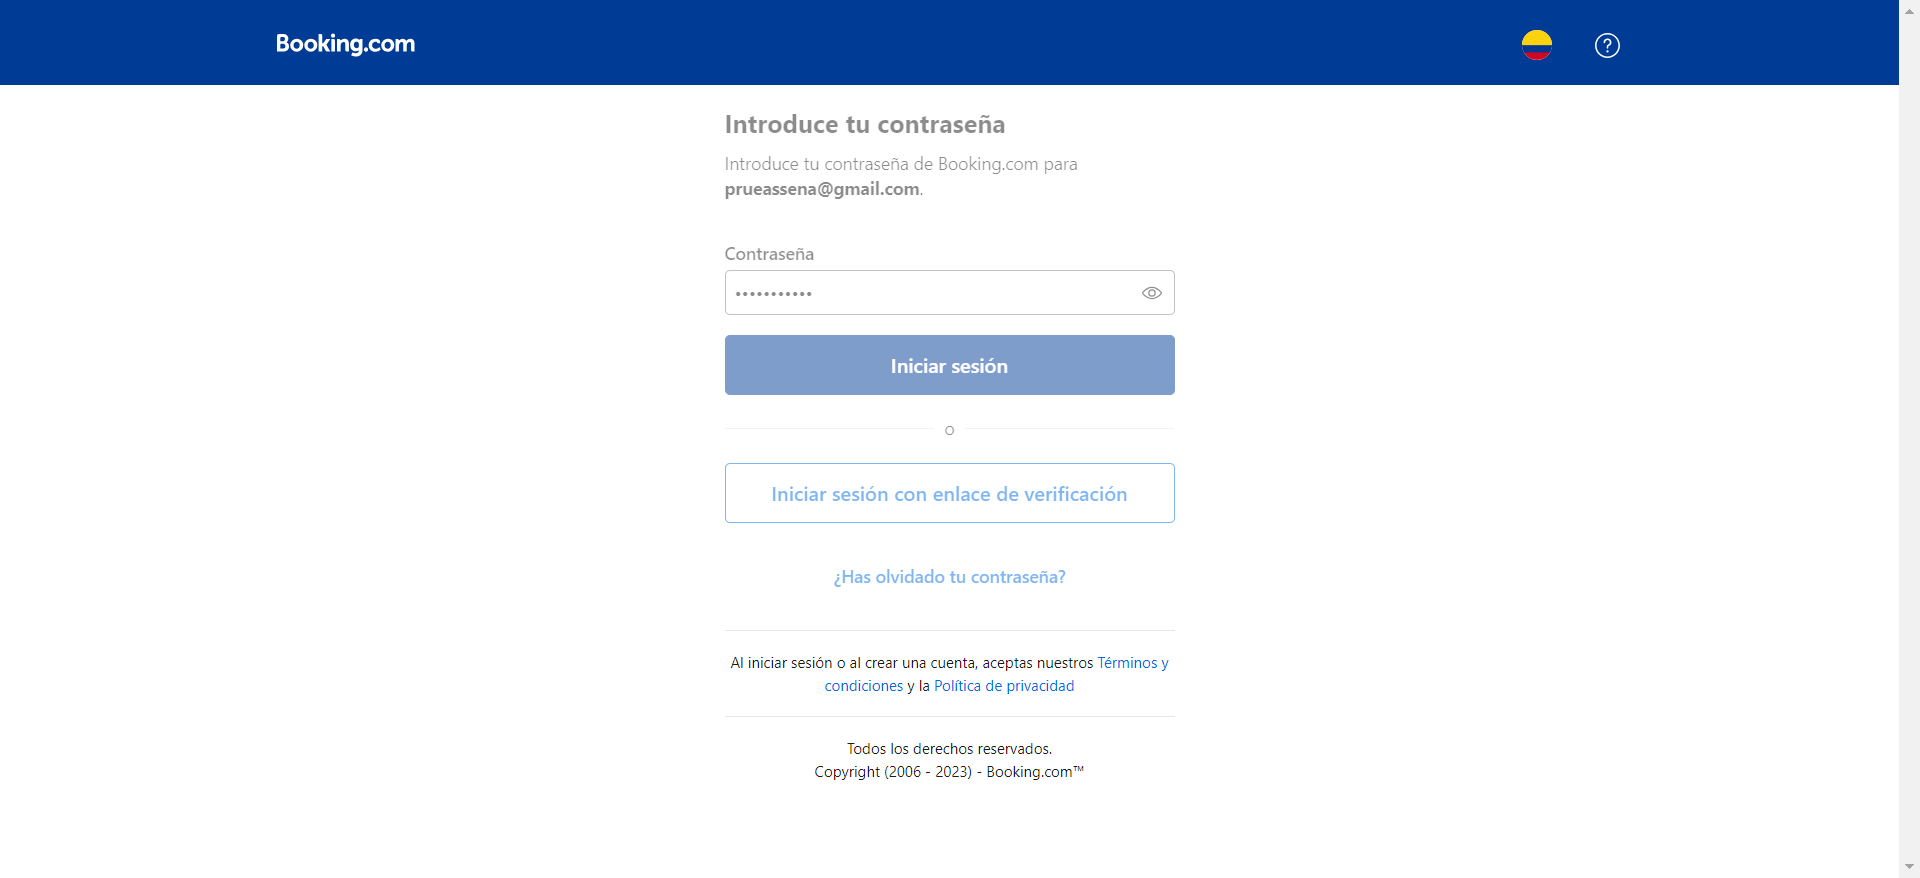 Booking.com
Introduce tu contraseña
Introduce tu contraseña de Booking.com para
prueassena@gmail.com.
Contraseña
•••••••••••
Iniciar sesión
o
Iniciar sesión con enlace de verificación
¿Has olvidado tu contraseña?
Al iniciar sesión o al crear una cuenta, aceptas nuestros Términos y
condiciones y la Política de privacidad
Todos los derechos reservados.
Copyright (2006 - 2023) - Booking.com™